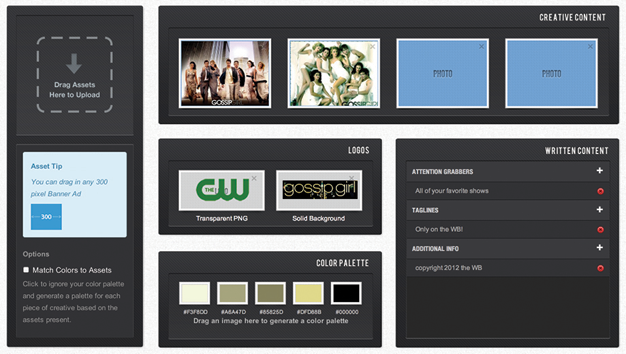 Drag Assets
Here to Upload
Asset Tip
You can drag in any 300
pixel Banner Ad
300
Options
Match Colors to Assets
Click to ignore your color palette
and generate a palette for each
piece of creative based on the
assets present.
CREATIVE CONTENT
GOSSIP
GOSSIPGIRL
PHOTO
PHOTO
LOGOS
THE CW
gossip girl
Transparent PNG
Solid Background
COLOR PALETTE
#F3F8DD
#A6A47D
#85825D
#DFD88B
#000000
Drag an image here to generate a color palette
WRITTEN CONTENT
ATTENTION GRABBERS
All of your favorite shows
TAGLINES
Only on the WB!
ADDITIONAL INFO
copyright 2012 the WB